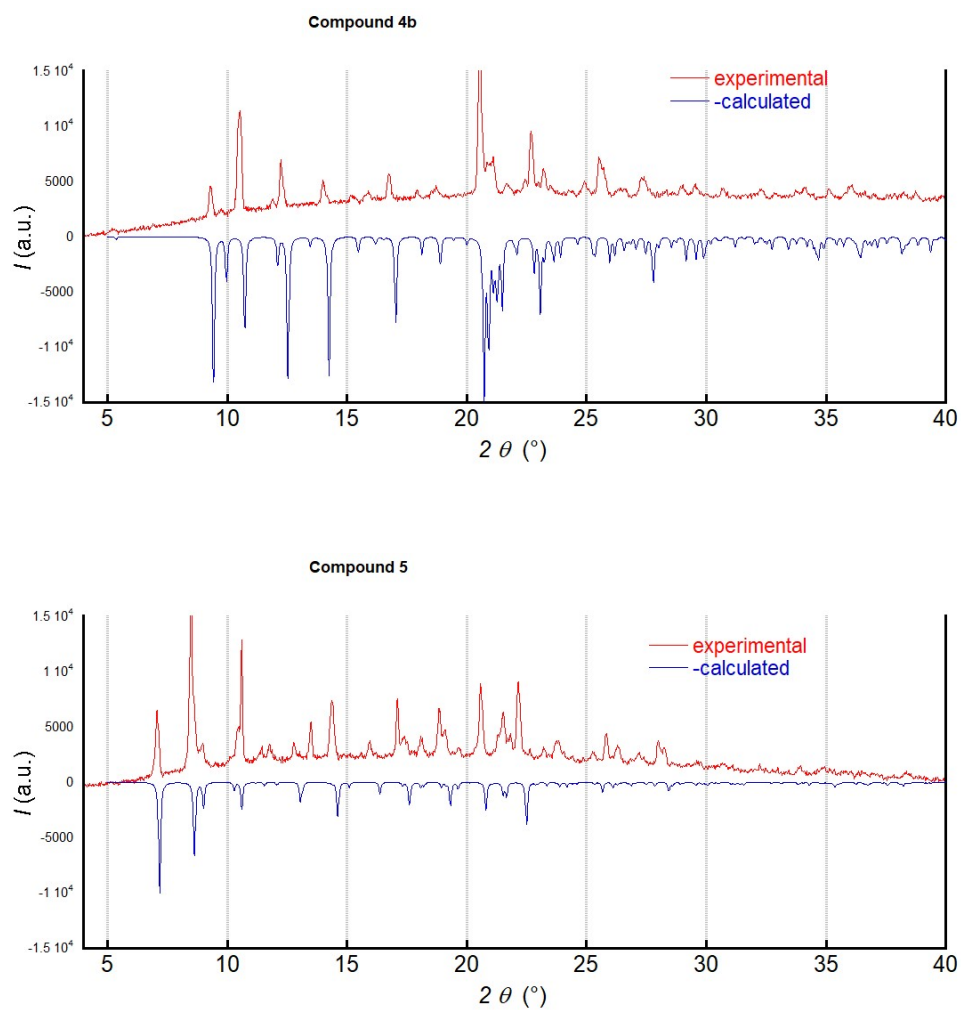 Compound 4b
1.5 10⁴
experimental
-calculated
1 10⁴
5000
I (a.u.)
0
-5000
-1 10⁴
-1.5 10⁴
5 10 15 20 25 30 35 40
2 θ (°)
Compound 5
1.5 10⁴
experimental
-calculated
1 10⁴
5000
I (a.u.)
0
-5000
-1 10⁴
-1.5 10⁴
5 10 15 20 25 30 35 40
2 θ (°)